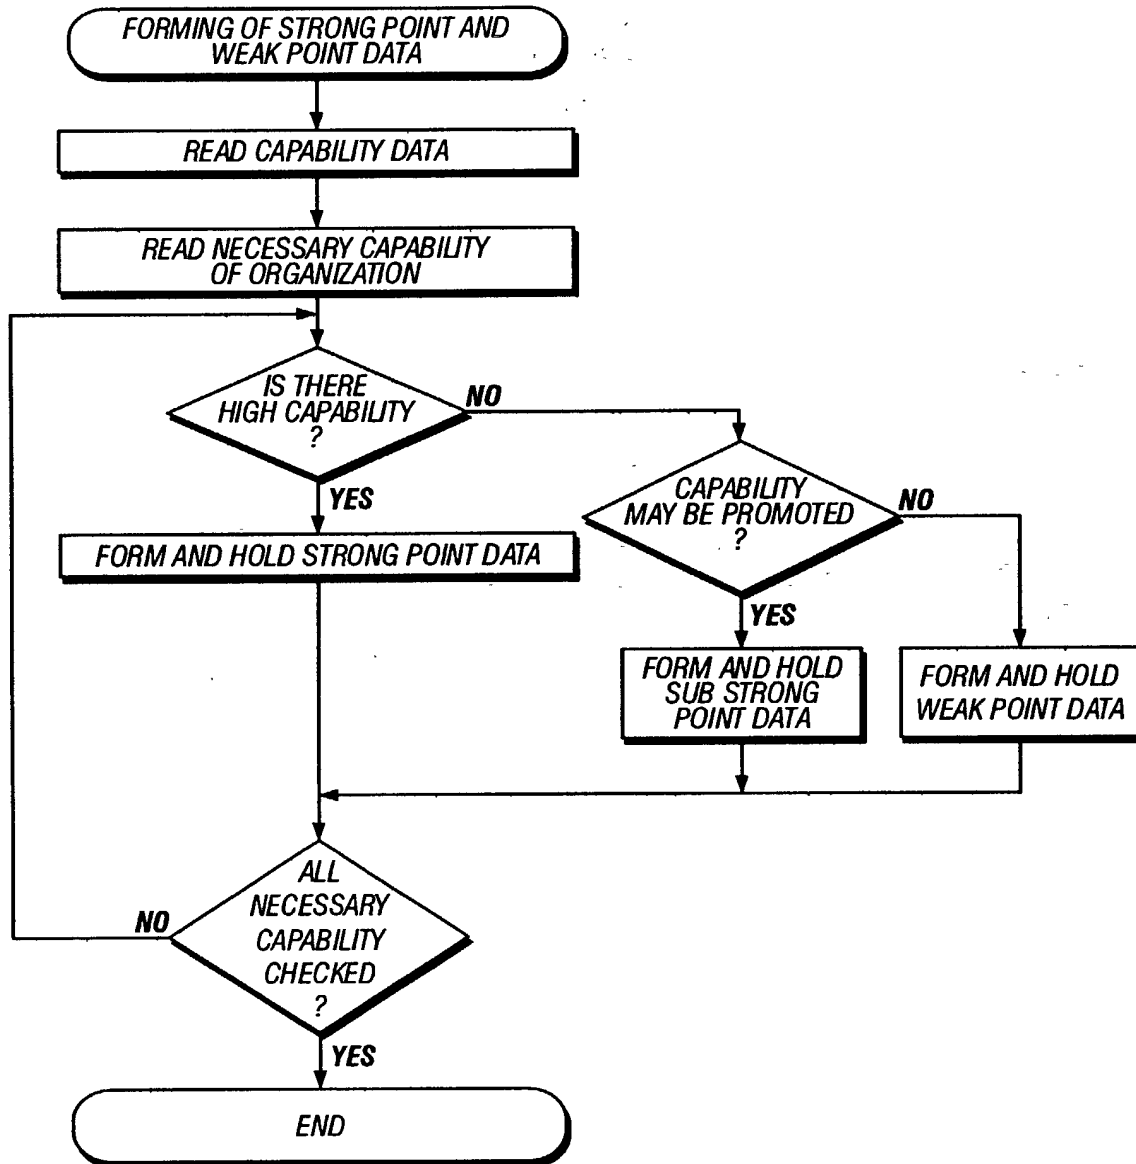 FORMING OF STRONG POINT AND
WEAK POINT DATA
READ CAPABILITY DATA
READ NECESSARY CAPABILITY
OF ORGANIZATION
IS THERE
HIGH CAPABILITY
?
NO
YES
CAPABILITY
MAY BE PROMOTED
?
NO
YES
FORM AND HOLD STRONG POINT DATA
FORM AND HOLD
SUB STRONG
POINT DATA
FORM AND HOLD
WEAK POINT DATA
ALL
NECESSARY
CAPABILITY
CHECKED
?
NO
YES
END